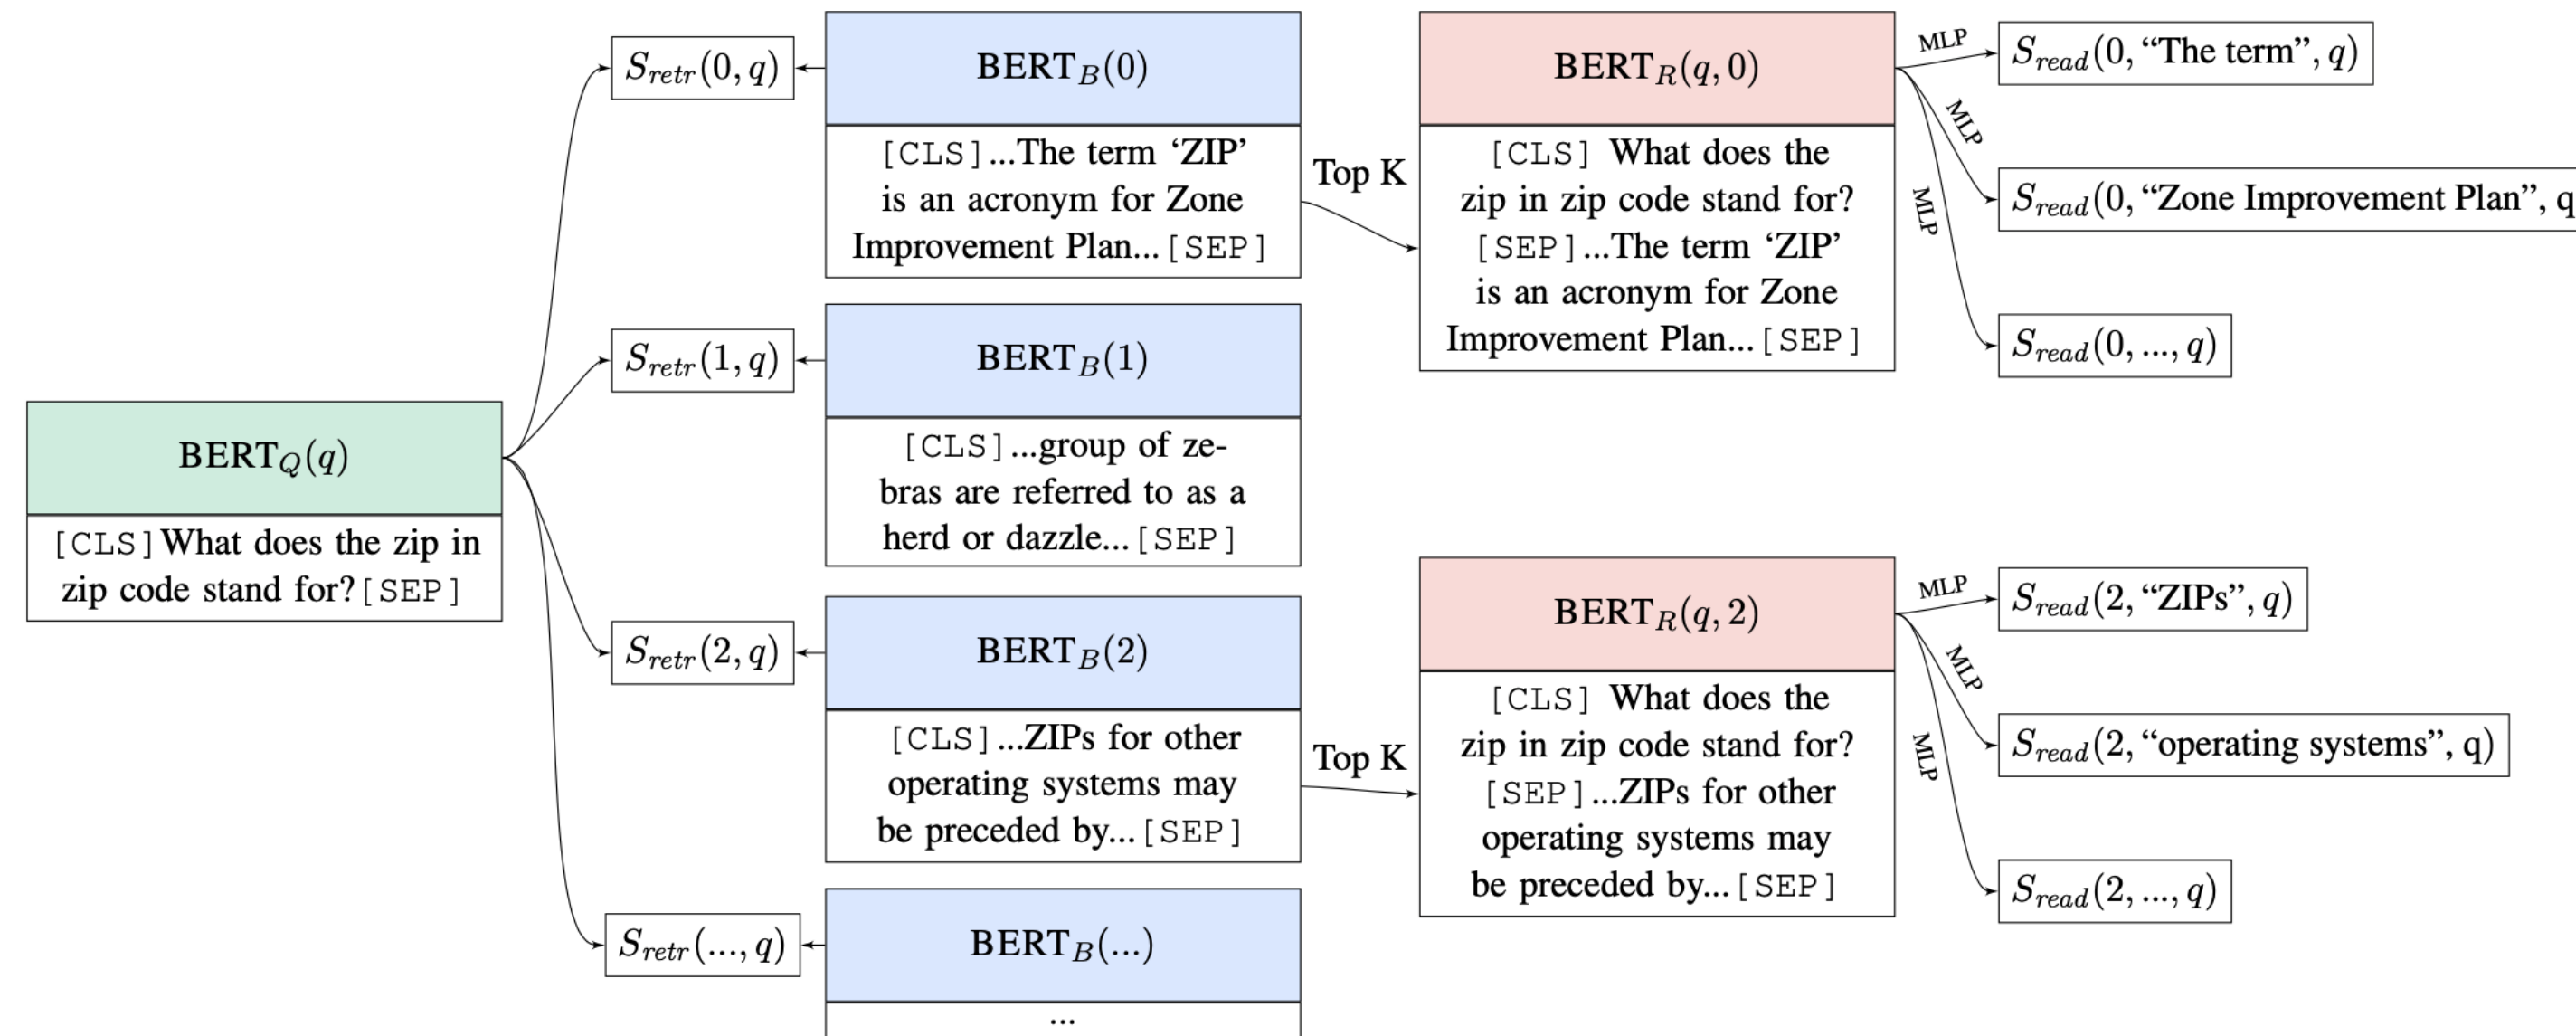 BERT_Q(q)
[CLS]What does the zip in
zip code stand for?[SEP]
S_retr(0, q)
S_retr(1, q)
S_retr(2, q)
S_retr(..., q)
BERT_B(0)
[CLS]...The term ‘ZIP’
is an acronym for Zone
Improvement Plan...[SEP]
BERT_B(1)
[CLS]...group of ze-
bras are referred to as a
herd or dazzle...[SEP]
BERT_B(2)
[CLS]...ZIPs for other
operating systems may
be preceded by...[SEP]
BERT_B(...)
...
Top K
Top K
BERT_R(q, 0)
[CLS] What does the
zip in zip code stand for?
[SEP]...The term ‘ZIP’
is an acronym for Zone
Improvement Plan...[SEP]
MLP
MLP
MLP
S_read(0, “The term”, q)
S_read(0, “Zone Improvement Plan”, q
S_read(0, ..., q)
BERT_R(q, 2)
[CLS] What does the
zip in zip code stand for?
[SEP]...ZIPs for other
operating systems may
be preceded by...[SEP]
MLP
MLP
MLP
S_read(2, “ZIPs”, q)
S_read(2, “operating systems”, q)
S_read(2, ..., q)